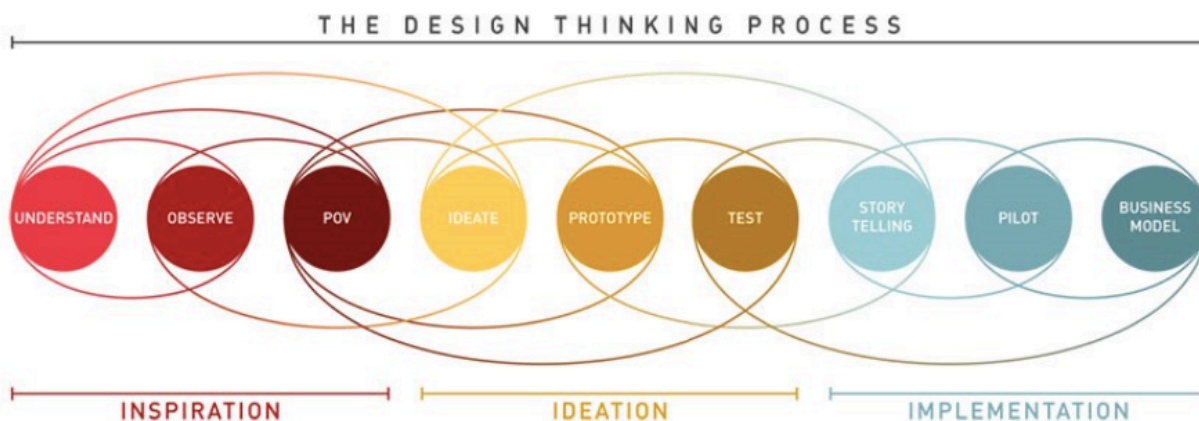 THE DESIGN THINKING PROCESS
UNDERSTAND
OBSERVE
POV
IDEATE
PROTOTYPE
TEST
STORY
TELLING
PILOT
BUSINESS
MODEL
INSPIRATION
IDEATION
IMPLEMENTATION